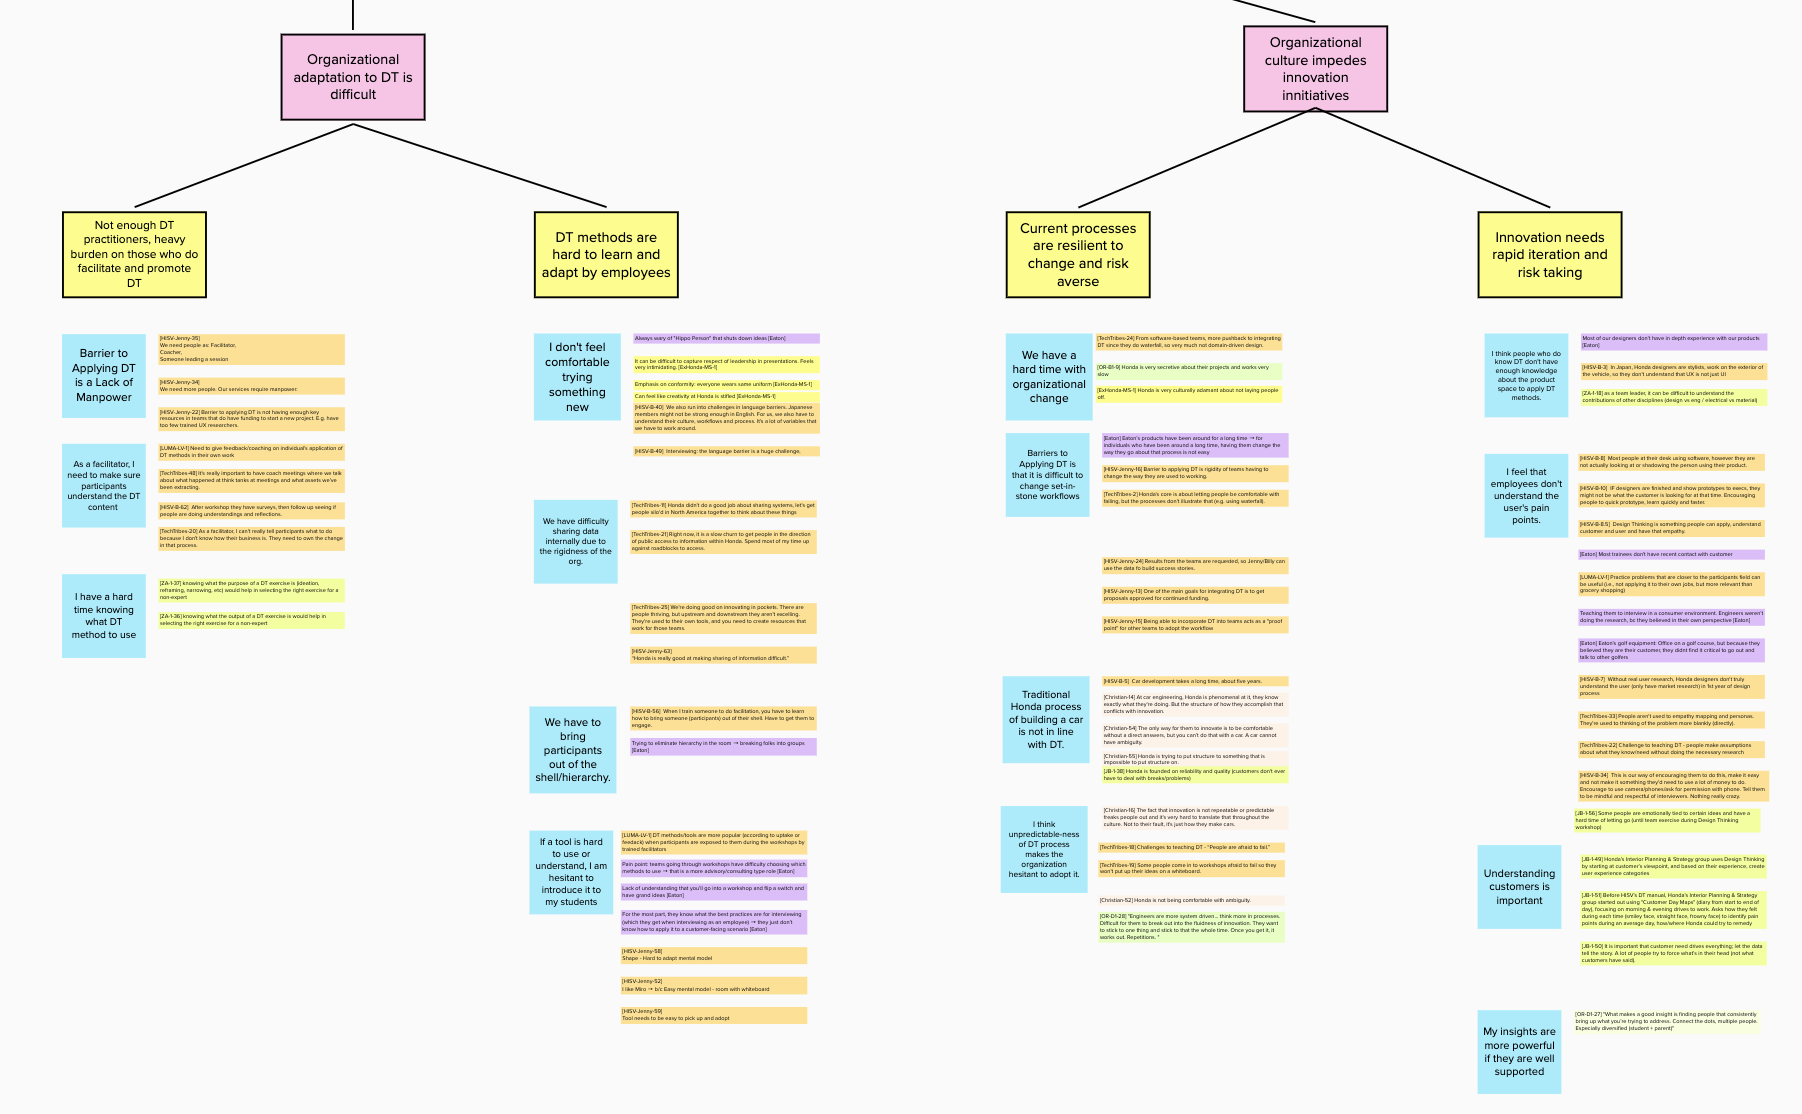 Organizational
adaptation to DT is
difficult
Organizational
culture impedes
innovation
innitiatives
Not enough DT
practitioners, heavy
burden on those who do
facilitate and promote
DT
DT methods are
hard to learn and
adapt by employees
Current processes
are resilient to
change and risk
averse
Innovation needs
rapid iteration and
risk taking
Barrier to
Applying DT
is a Lack of
Manpower
[HISV-Jenny-35]
We need people as: Facilitator,
Coacher,
Someone leading a session
[HISV-Jenny-34]
We need more people. Our services require manpower.
[HISV-Jenny-22] Barrier to applying DT is not having enough key
resources in teams that do have funding to start a new project. E.g. have
too few trained UX researchers.
As a facilitator, I
need to make sure
participants
understand the DT
content
[LUMA-LV-1] Need to give feedback/coaching on individual's application of
DT methods in their own work
[TechTribes-48] It's really important to have coach meetings where we talk
about what happened at think tanks at meetings and what assets we've
been extracting.
[HISV-B-62] After workshop they have surveys, then follow up seeing if
people are doing understandings and reflections.
[TechTribes-20] As a facilitator, I can't really tell participants what to do
because I don't know how their business is. They need to own the change
in that process.
I have a hard
time knowing
what DT
method to use
[ZA-1-37] knowing what the purpose of a DT exercise is (ideation,
reframing, narrowing, etc) would help in selecting the right exercise for a
non-expert
[ZA-1-36] knowing what the output of a DT exercise is would help in
selecting the right exercise for a non-expert
I don't feel
comfortable
trying
something
new
Always wary of "Hippo Person" that shuts down ideas [Eaton]
It can be difficult to capture respect of leadership in presentations. Feels
very intimidating. [ExHonda-MS-1]
Emphasis on conformity: everyone wears same uniform [ExHonda-MS-1]
Can feel like creativity at Honda is stifled [ExHonda-MS-1]
[HISV-B-40] We also run into challenges in language barriers. Japanese
members might not be strong enough in English. For us, we also have to
understand their culture, workflows and process. It's a lot of variables that
we have to work around.
[HISV-B-49] Interviewing: the language barrier is a huge challenge.
We have difficulty
sharing data
internally due to
the rigidness of the
org.
[TechTribes-11] Honda didn't do a good job about sharing systems, let's get
people silo'd in North America together to think about these things
[TechTribes-21] Right now, it is a slow churn to get people in the direction
of public access to information within Honda. Spend most of my time up
against roadblocks to access.
[TechTribes-25] We're doing good on innovating in pockets. There are
people thriving, but upstream and downstream they aren't excelling.
They're used to their own tools, and you need to create resources that
work for those teams.
[HISV-Jenny-63]
"Honda is really good at making sharing of information difficult."
We have to
bring
participants
out of the
shell/hierarchy.
[HISV-B-56] When I train someone to do facilitation, you have to learn
how to bring someone (participants) out of their shell. Have to get them to
engage.
Trying to eliminate hierarchy in the room → breaking folks into groups
[Eaton]
If a tool is hard
to use or
understand, I am
hesitant to
introduce it to
my students
[LUMA-LV-1] DT methods/tools are more popular (according to uptake or
feedack) when participants are exposed to them during the workshops by
trained facilitators
Pain point: teams going through workshops have difficulty choosing which
methods to use → that is a more advisory/consulting type role [Eaton]
Lack of understanding that you'll go into a workshop and flip a switch and
have grand ideas [Eaton]
For the most part, they know what the best practices are for interviewing
(which they get when interviewing as an employee) → they just don't
know how to apply it to a customer-facing scenario [Eaton]
[HISV-Jenny-58]
Shape - Hard to adapt mental model
[HISV-Jenny-52]
I like Miro → b/c Easy mental model - room with whiteboard
[HISV-Jenny-59]
Tool needs to be easy to pick up and adopt
We have a
hard time with
organizational
change
[TechTribes-24] From software-based teams, more pushback to integrating
DT since they do waterfall, so very much not domain-driven design.
[OR-B1-9] Honda is very secretive about their projects and works very
slow
[ExHonda-MS-1] Honda is very culturally adamant about not laying people
off.
Barriers to
Applying DT is
that it is difficult to
change set-in-
stone workflows
[Eaton] Eaton's products have been around for a long time → for
individuals who have been around a long time, having them change the
way they go about that process is not easy
[HISV-Jenny-16] Barrier to applying DT is rigidity of teams having to
change the way they are used to working.
[TechTribes-2] Honda's core is about letting people be comfortable with
failing, but the processes don't illustrate that (e.g. using waterfall).
[HISV-Jenny-24] Results from the teams are requested, so Jenny/Billy can
use the data fo build success stories.
[HISV-Jenny-13] One of the main goals for integrating DT is to get
proposals approved for continued funding.
[HISV-Jenny-15] Being able to incorporate DT into teams acts as a "proof
point" for other teams to adopt the workflow
Traditional
Honda process
of building a car
is not in line
with DT.
[HISV-B-5] Car development takes a long time, about five years.
[Christian-14] At car engineering, Honda is phenomenal at it, they know
exactly what they're doing. But the structure of how they accomplish that
conflicts with innovation.
[Christian-54] The only way for them to innovate is to be comfortable
without a direct answers, but you can't do that with a car. A car cannot
have ambiguity.
[Christian-55] Honda is trying to put structure to something that is
impossible to put structure on.
[JB-1-38] Honda is founded on reliability and quality (customers don't ever
have to deal with breaks/problems)
I think
unpredictable-ness
of DT process
makes the
organization
hesitant to adopt it.
[Christian-16] The fact that innovation is not repeatable or predictable
freaks people out and it's very hard to translate that throughout the
culture. Not to their fault, it's just how they make cars.
[TechTribes-18] Challenges to teaching DT - "People are afraid to fail."
[TechTribes-19] Some people come in to workshops afraid to fail so they
won't put up their ideas on a whiteboard.
[Christian-52] Honda is not being comfortable with ambiguity.
[OR-D1-28] "Engineers are more system driven... think more in processes.
Difficult for them to break out into the fluidness of innovation. They want
to stick to one thing and stick to that the whole time. Once you get it, it
works out. Repetitions. "
I think people who do
know DT don't have
enough knowledge
about the product
space to apply DT
methods.
Most of our designers don't have in depth experience with our products
[Eaton]
[HISV-B-3] In Japan, Honda designers are stylists, work on the exterior of
the vehicle, so they don't understand that UX is not just UI
[ZA-1-18] as a team leader, it can be difficult to understand the
contributions of other disciplines (design vs eng / electrical vs material)
I feel that
employees don't
understand the
user's pain
points.
[HISV-B-8] Most people at their desk using software, however they are
not actually looking at or shadowing the person using their product.
[HISV-B-10] IF designers are finished and show prototypes to execs, they
might not be what the customer is looking for at that time. Encouraging
people to quick prototype, learn quickly and faster.
[HISV-B-8.5] Design Thinking is something people can apply, understand
customer and user and have that empathy.
[Eaton] Most trainees don't have recent contact with customer
[LUMA-LV-1] Practice problems that are closer to the participants field can
be useful (i.e., not applying it to their own jobs, but more relevant than
grocery shopping)
Teaching them to interview in a consumer environment. Engineers weren't
doing the research, bc they believed in their own perspective [Eaton]
[Eaton] Eaton's golf equipment: Office on a golf course, but because they
believed they are their customer, they didnt find it critical to go out and
talk to other golfers
[HISV-B-7] Without real user research, Honda designers don't truly
understand the user (only have market research) in 1st year of design
process
[TechTribes-33] People aren't used to empathy mapping and personas.
They're used to thinking of the problem more blankly (directly).
[TechTribes-22] Challenge to teaching DT - people make assumptions
about what they know/need without doing the necessary research
[HISV-B-34] This is our way of encouraging them to do this, make it easy
and not make it something they'd need to use a lot of money to do.
Encourage to use camera/phones/ask for permission with phone. Tell them
to be mindful and respectful of interviewers. Nothing really crazy.
[JB-1-56] Some people are emotionally tied to certain ideas and have a
hard time of letting go (until team exercise during Design Thinking
workshop)
Understanding
customers is
important
[JB-1-49] Honda's Interior Planning & Strategy group uses Design Thinking
by starting at customer's viewpoint, and based on their experience, create
user experience categories
[JB-1-51] Before HISV's DT manual, Honda's Interior Planning & Strategy
group started out using "Customer Day Maps" (diary from start to end of
day), focusing on morning & evening drives to work. Asks how they felt
during each time (smiley face, straight face, frowny face) to identify pain
points during an average day, how/where Honda could try to remedy
[JB-1-50] It is important that customer need drives everything; let the data
tell the story. A lot of people try to force what's in their head (not what
customers have said).
My insights are
more powerful
if they are well
supported
[OR-D1-27] "What makes a good insight is finding people that consistently
bring up what you're trying to address. Connect the dots, multiple people.
Especially diversified (student + parent)"